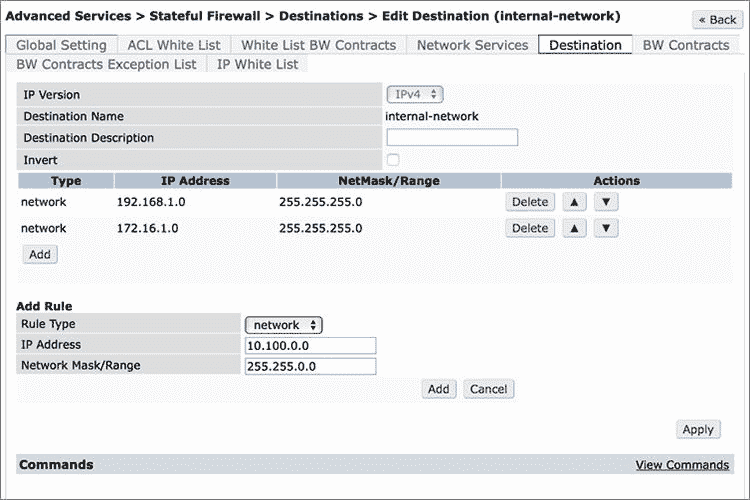 Advanced Services > Stateful Firewall > Destinations > Edit Destination (internal-network)
« Back
Global Setting ACL White List White List BW Contracts Network Services Destination BW Contracts
BW Contracts Exception List IP White List
IP Version IPv4
Destination Name internal-network
Destination Description
Invert
Type IP Address NetMask/Range Actions
network 192.168.1.0 255.255.255.0 Delete ▲ ▼
network 172.16.1.0 255.255.255.0 Delete ▲ ▼
Add
Add Rule
Rule Type network
IP Address 10.100.0.0
Network Mask/Range 255.255.0.0
Add Cancel
Apply
Commands View Commands